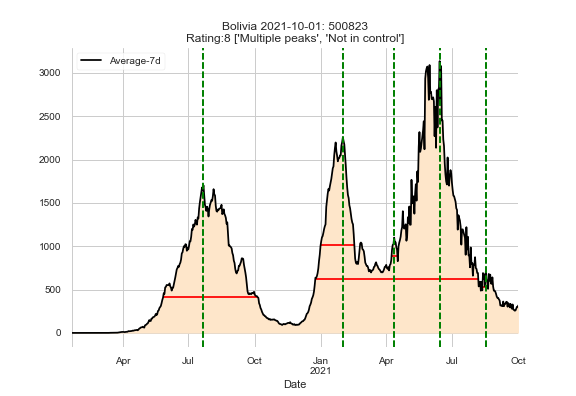 Bolivia 2021-10-01: 500823
Rating:8 ['Multiple peaks', 'Not in control']
Average-7d
3000
2500
2000
1500
1000
500
0
Apr Jul Oct Jan Apr Jul Oct
2021
Date